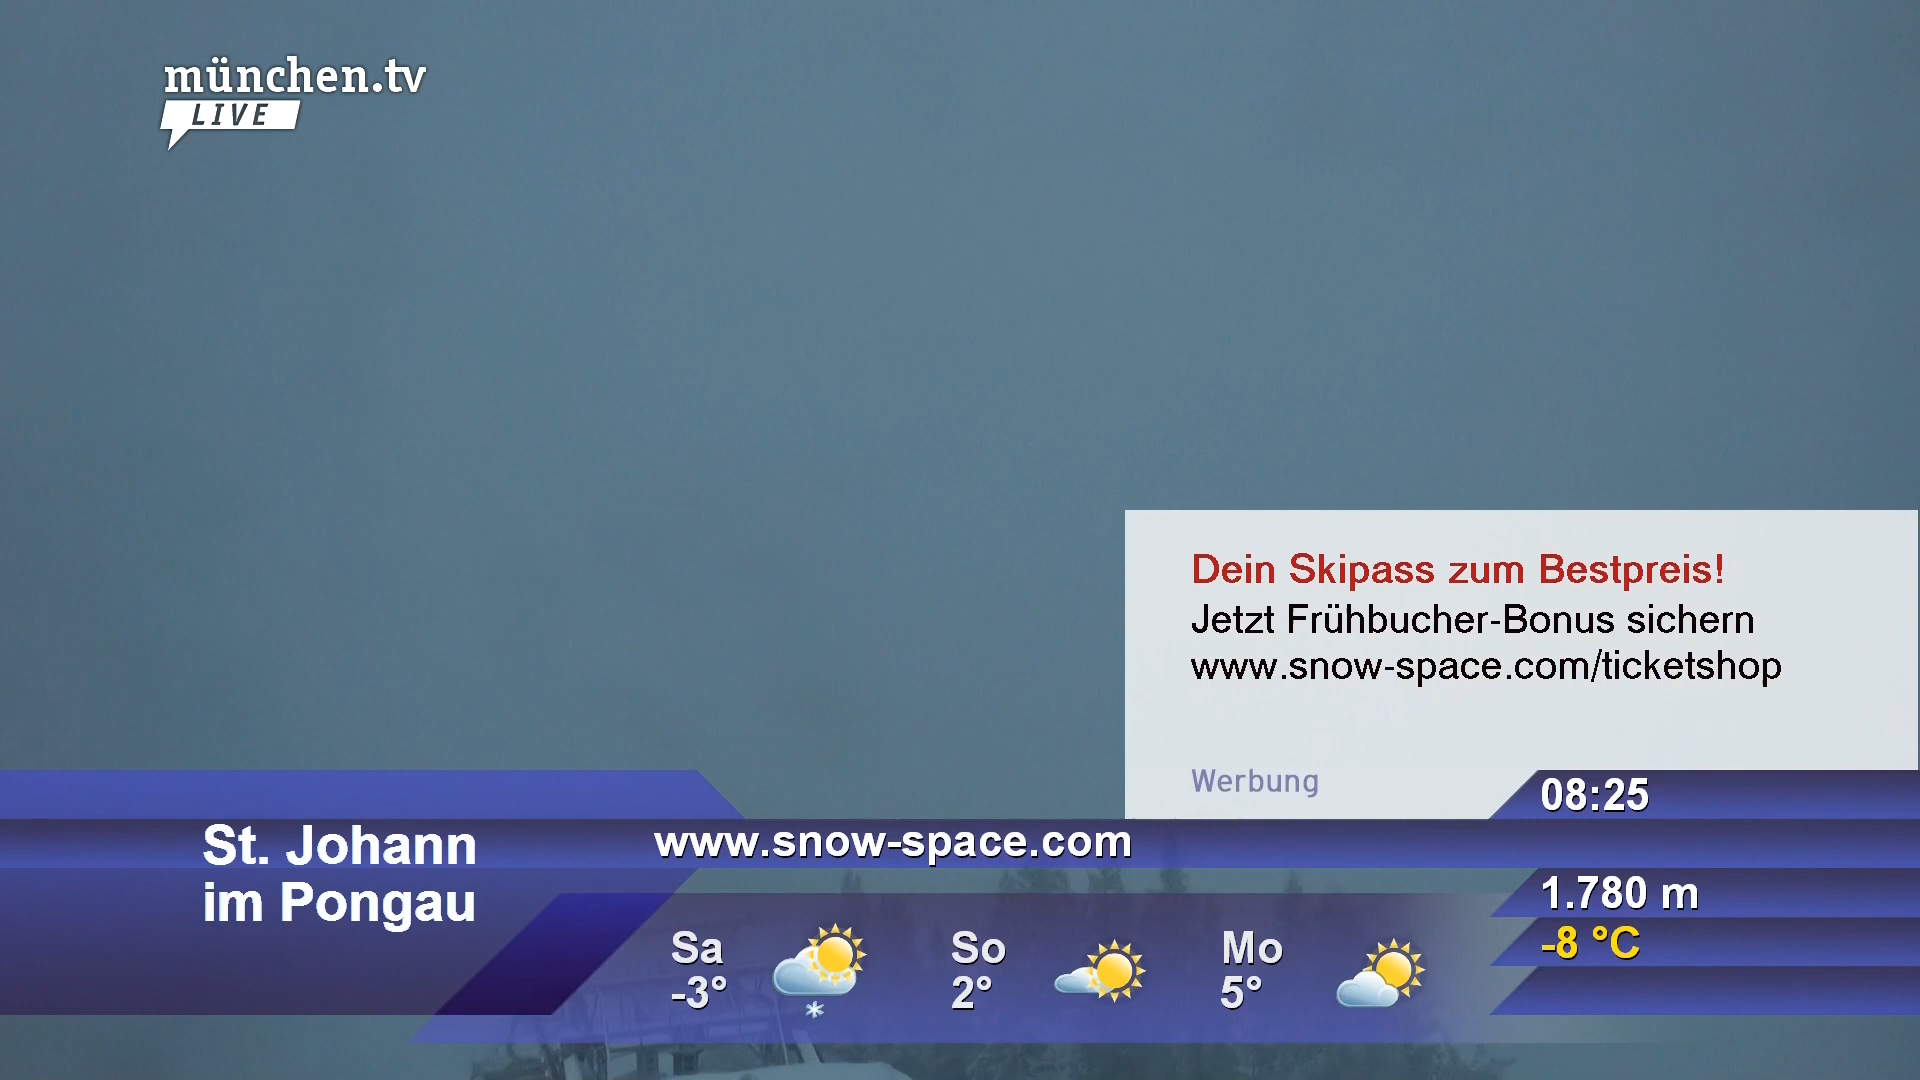 münchen.tv
LIVE
Dein Skipass zum Bestpreis!
Jetzt Frühbucher-Bonus sichern
www.snow-space.com/ticketshop
Werbung
08:25
St. Johann
im Pongau
www.snow-space.com
1.780 m
-8 °C
Sa
-3°
So
2°
Mo
5°